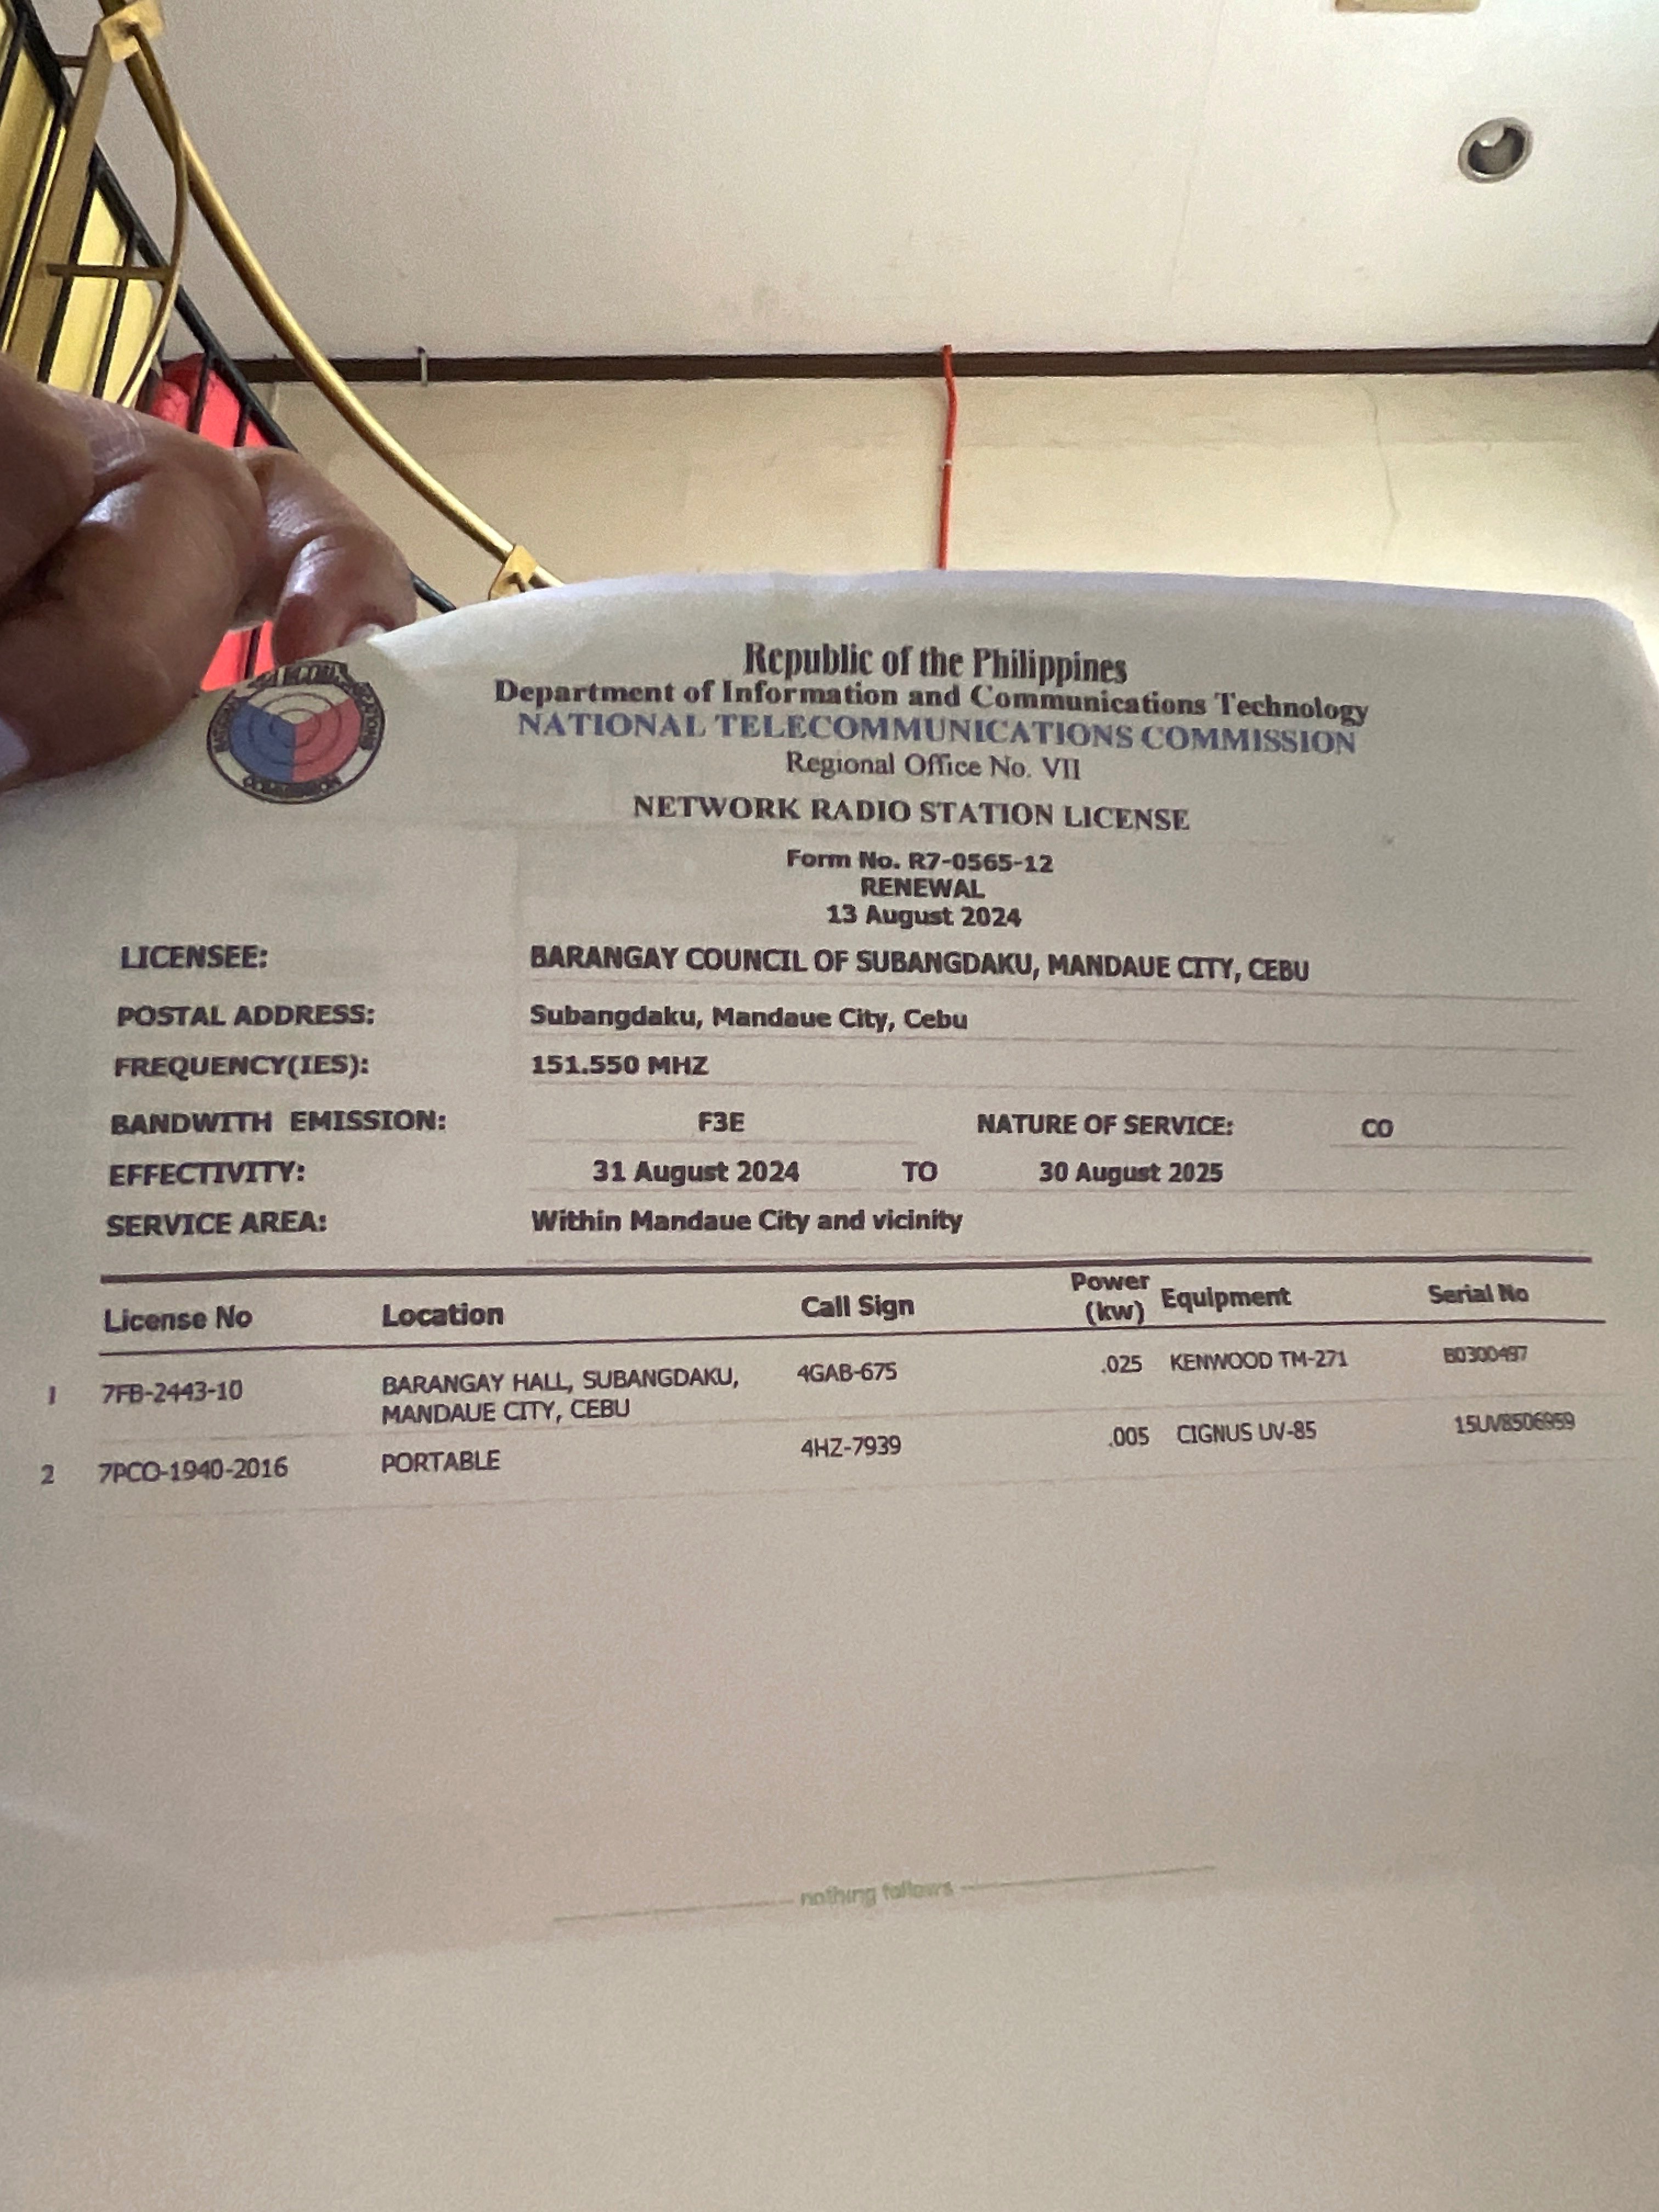 Republic of the Philippines
Department of Information and Communications Technology
NATIONAL TELECOMMUNICATIONS COMMISSION
Regional Office No. VII
NETWORK RADIO STATION LICENSE
Form No. R7-0565-12
RENEWAL
13 August 2024
LICENSEE: BARANGAY COUNCIL OF SUBANGDAKU, MANDAUE CITY, CEBU
POSTAL ADDRESS: Subangdaku, Mandaue City, Cebu
FREQUENCY(IES): 151.550 MHZ
BANDWITH EMISSION: F3E NATURE OF SERVICE: CO
EFFECTIVITY: 31 August 2024 TO 30 August 2025
SERVICE AREA: Within Mandaue City and vicinity
License No Location Call Sign Power (kw) Equipment Serial No
1 7FB-2443-10 BARANGAY HALL, SUBANGDAKU, 4GAB-675 .025 KENWOOD TM-271 B0300497
MANDAUE CITY, CEBU
2 7PCO-1940-2016 PORTABLE 4HZ-7939 .005 CIGNUS UV-85 15UV8506959
nothing follows
COMMISSION